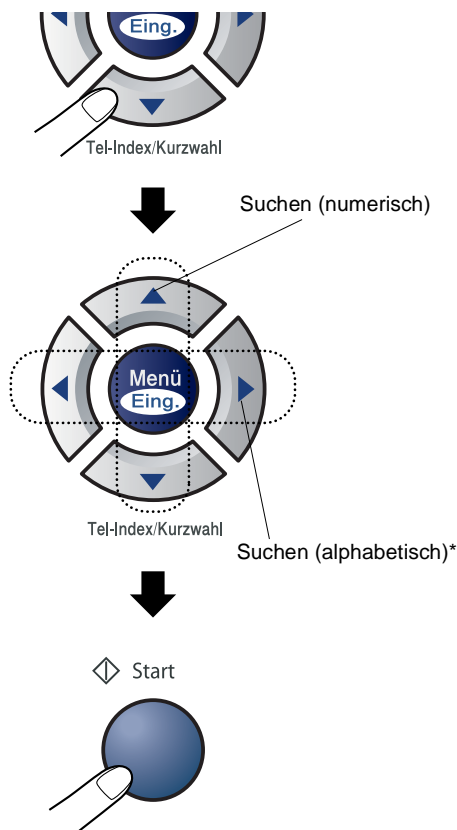 Eing.
Tel-Index/Kurzwahl
Suchen (numerisch)
Menü
Eing.
Tel-Index/Kurzwahl
Suchen (alphabetisch)*
Start